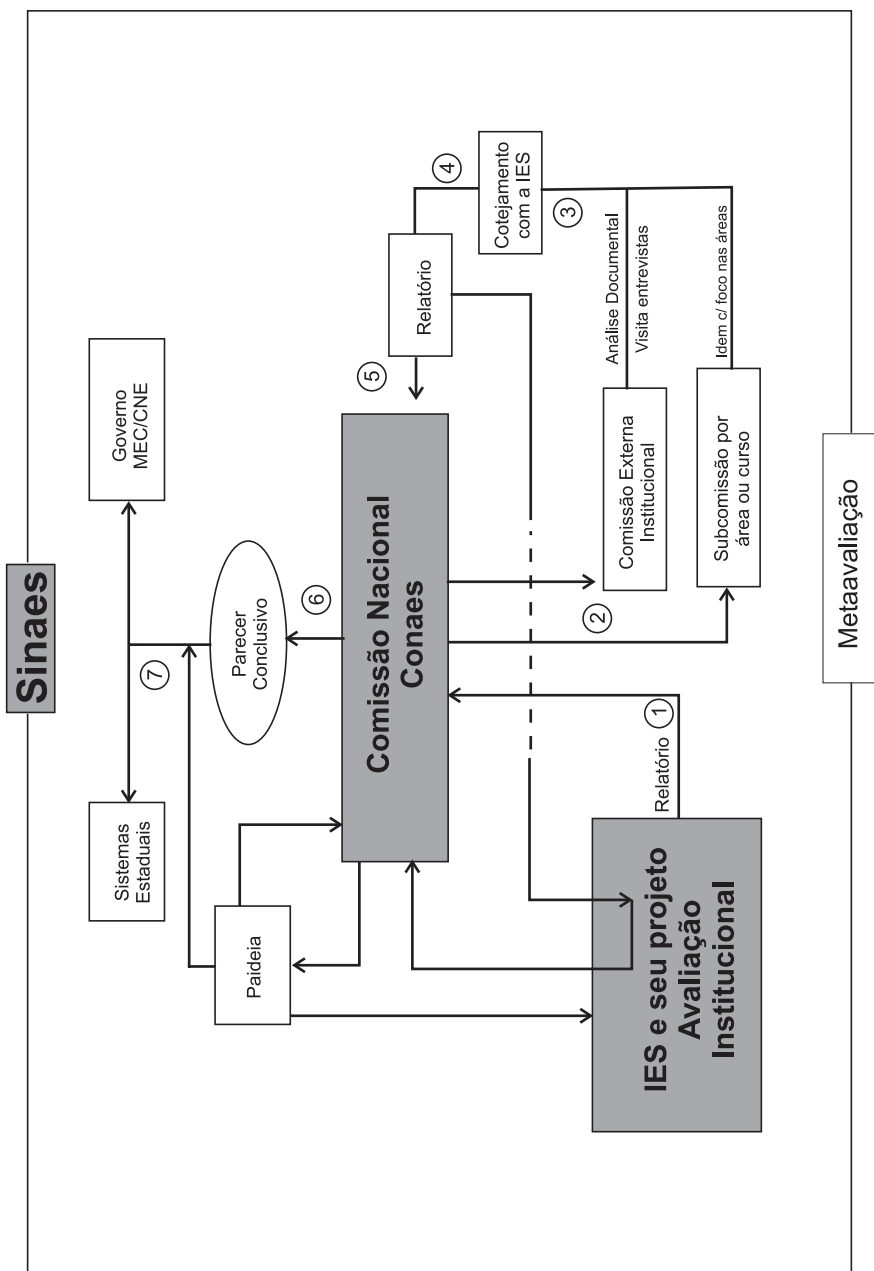 Sinaes
Sistemas
Estaduais
Governo
MEC/CNE
7
Parecer
Conclusivo
Paideia
6
5
Relatório
4
Comissão Nacional
Conaes
Cotejamento
com a IES
3
2
Análise Documental
Visita entrevistas
Idem c/ foco nas áreas
Relatório
1
Comissão Externa
Institucional
IES e seu projeto
Avaliação
Institucional
Subcomissão por
área ou curso
Metaavaliação